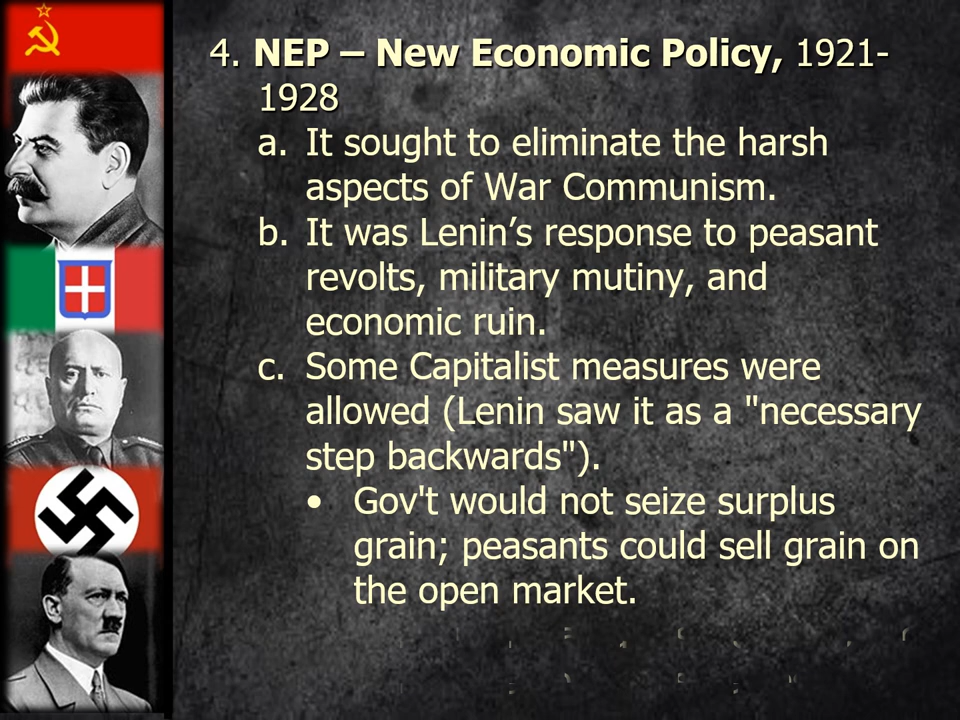 4. NEP – New Economic Policy, 1921-
1928
a. It sought to eliminate the harsh
aspects of War Communism.
b. It was Lenin’s response to peasant
revolts, military mutiny, and
economic ruin.
c. Some Capitalist measures were
allowed (Lenin saw it as a "necessary
step backwards").
• Gov't would not seize surplus
grain; peasants could sell grain on
the open market.